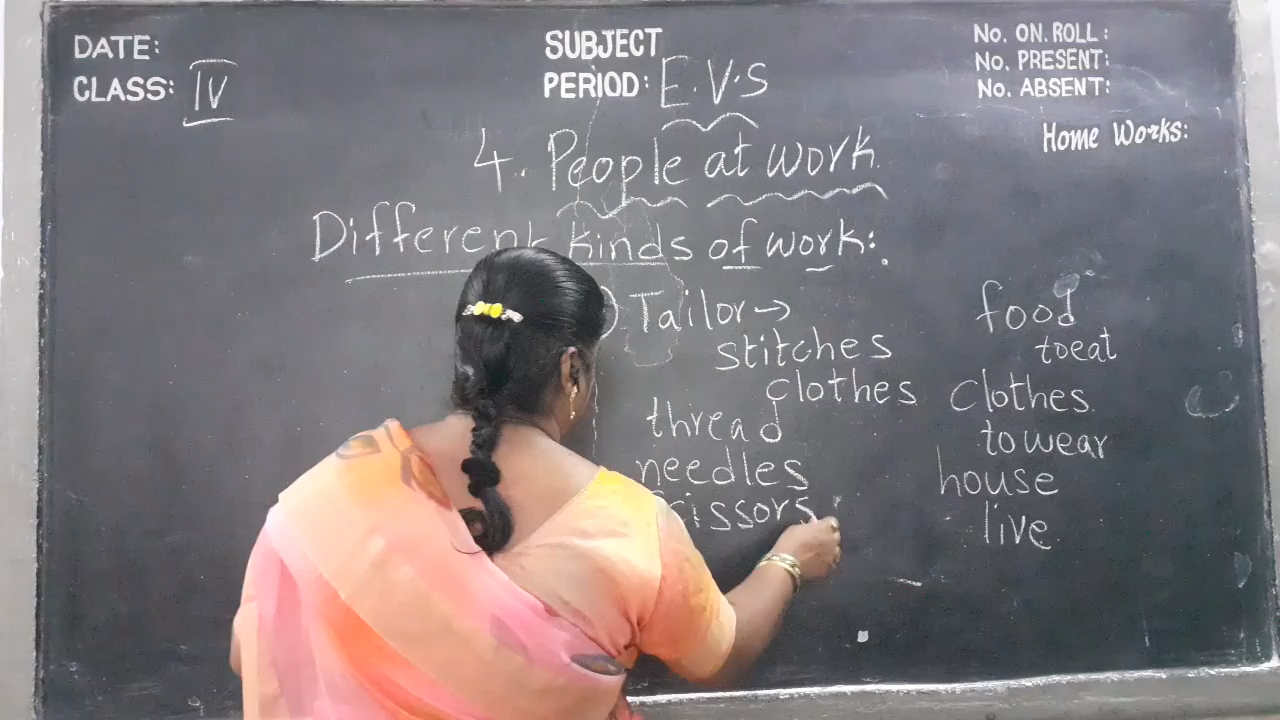 DATE:
CLASS: IV
SUBJECT
PERIOD: E.V.S
No. ON. ROLL:
No. PRESENT:
No. ABSENT:
Home Works:
4. People at work.
Different kinds of work:
) Tailor →
stitches
clothes
thread
needles
scissors
food
to eat
clothes
to wear
house
live